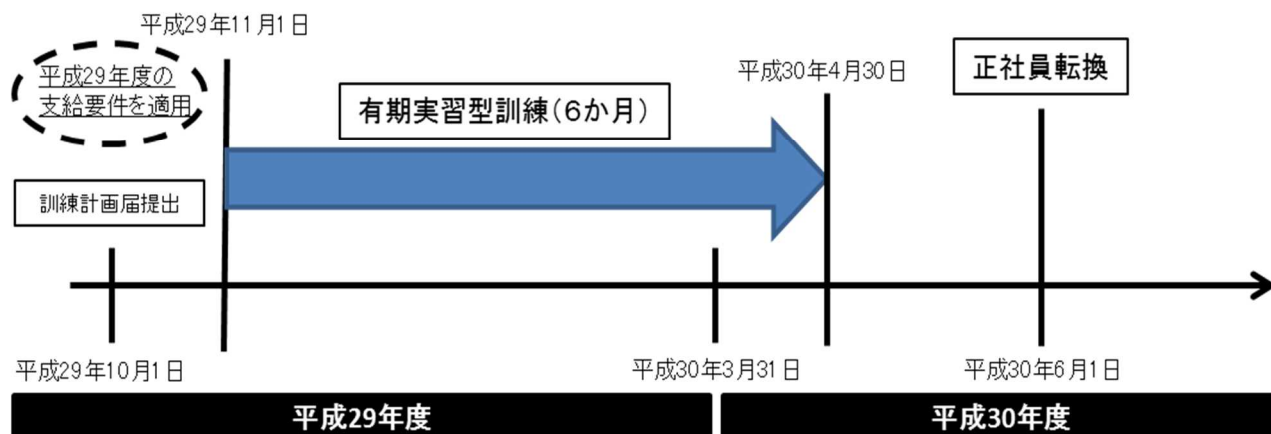 平成29年11月1日
平成29年度の
支給要件を適用
平成30年4月30日
正社員転換
有期実習型訓練(6か月)
訓練計画届提出
平成29年10月1日
平成30年3月31日
平成30年6月1日
平成29年度
平成30年度